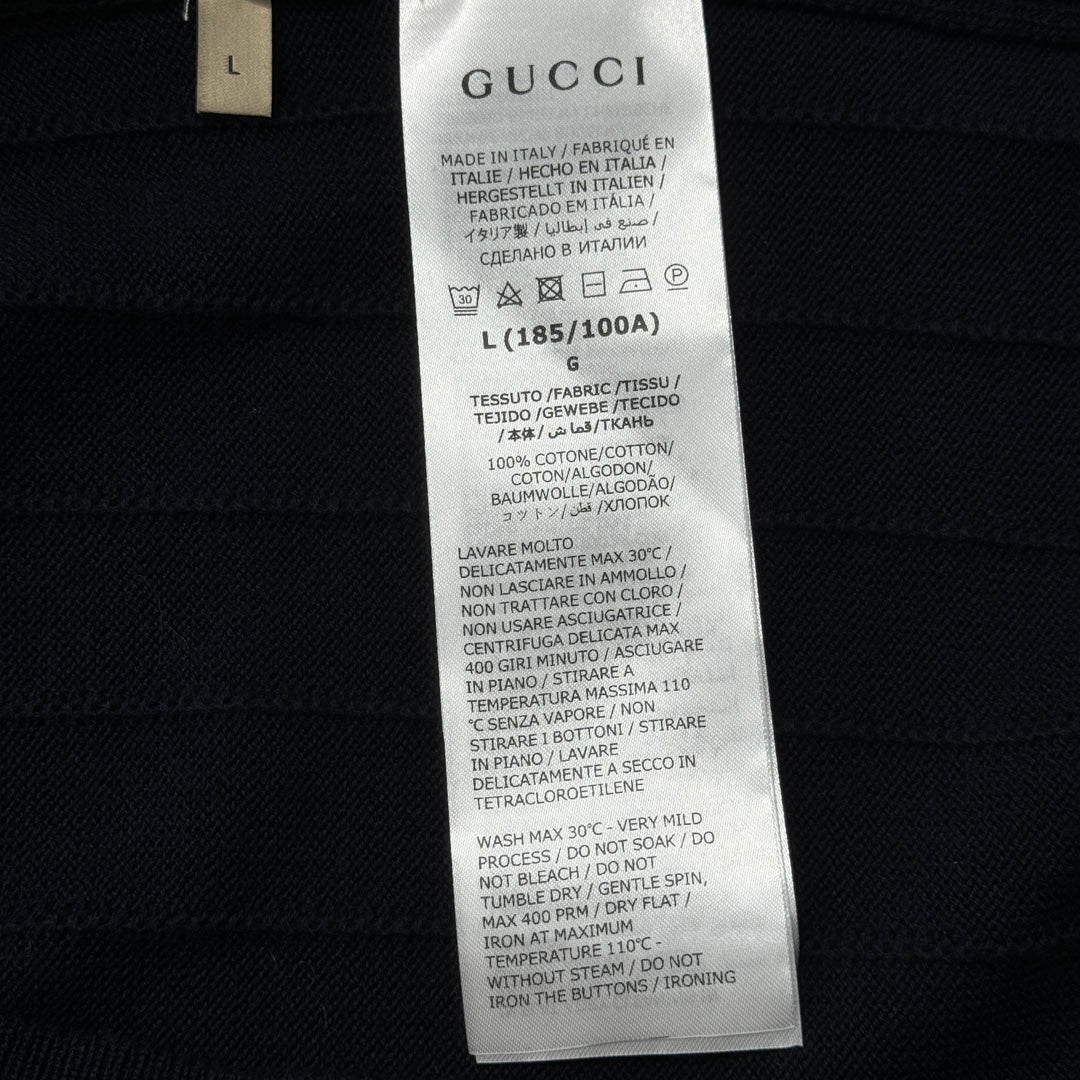 L
GUCCI
MADE IN ITALY / FABRIQUÉ EN
ITALIE / HECHO EN ITALIA /
HERGESTELLT IN ITALIEN /
FABRICADO EM ITÁLIA /
イタリア製 / صنع في إيطاليا /
СДЕЛАНО В ИТАЛИИ
30 P
L (185/100A)
G
TESSUTO /FABRIC /TISSU /
TEJIDO /GEWEBE /TECIDO
/本体/ قماش/ТКАНЬ
100% COTONE/COTTON/
COTON/ALGODON/
BAUMWOLLE/ALGODÃO/
コットン/ قطن /ХЛОПОК
LAVARE MOLTO
DELICATAMENTE MAX 30°C /
NON LASCIARE IN AMMOLLO /
NON TRATTARE CON CLORO /
NON USARE ASCIUGATRICE /
CENTRIFUGA DELICATA MAX
400 GIRI MINUTO / ASCIUGARE
IN PIANO / STIRARE A
TEMPERATURA MASSIMA 110
°C SENZA VAPORE / NON
STIRARE I BOTTONI / STIRARE
IN PIANO / LAVARE
DELICATAMENTE A SECCO IN
TETRACLOROETILENE
WASH MAX 30°C - VERY MILD
PROCESS / DO NOT SOAK / DO
NOT BLEACH / DO NOT
TUMBLE DRY / GENTLE SPIN,
MAX 400 PRM / DRY FLAT /
IRON AT MAXIMUM
TEMPERATURE 110°C -
WITHOUT STEAM / DO NOT
IRON THE BUTTONS / IRONING